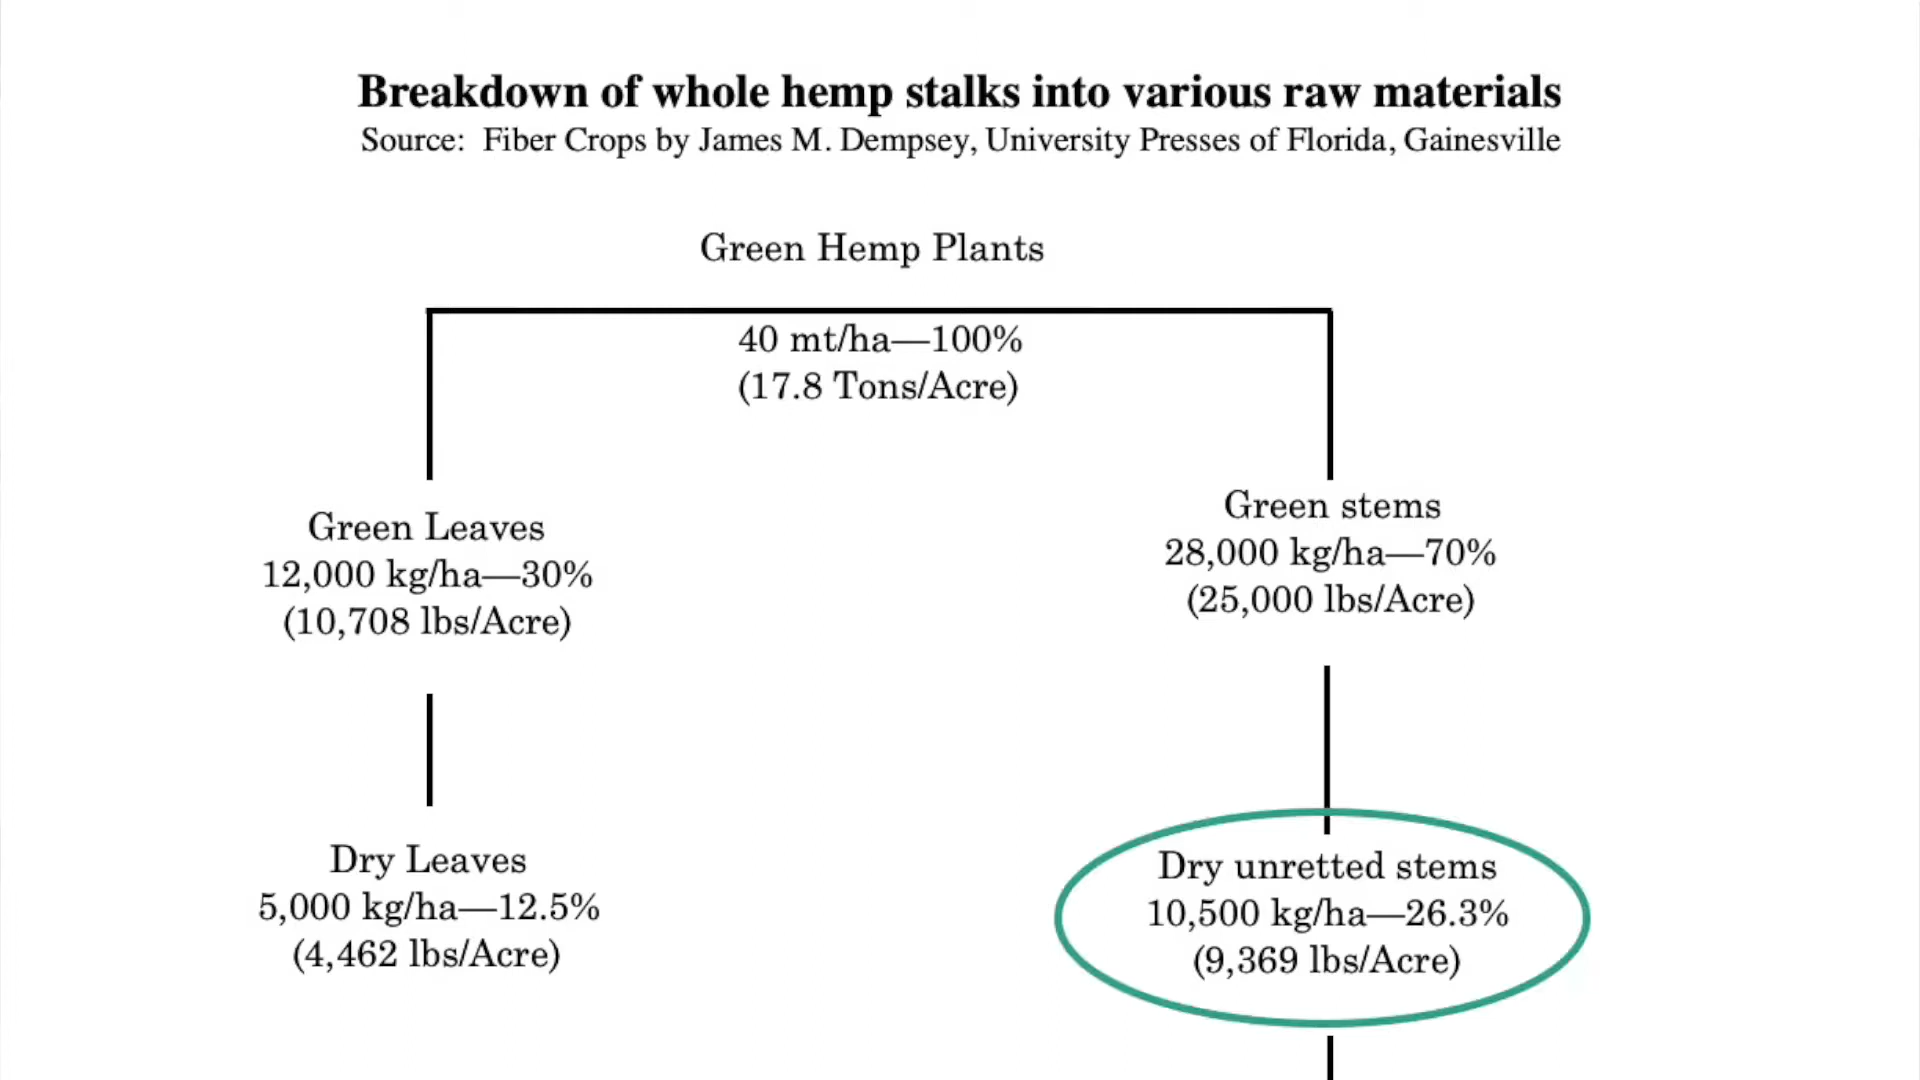 Breakdown of whole hemp stalks into various raw materials
Source: Fiber Crops by James M. Dempsey, University Presses of Florida, Gainesville
Green Hemp Plants
40 mt/ha—100%
(17.8 Tons/Acre)
Green Leaves
12,000 kg/ha—30%
(10,708 lbs/Acre)
Green stems
28,000 kg/ha—70%
(25,000 lbs/Acre)
Dry Leaves
5,000 kg/ha—12.5%
(4,462 lbs/Acre)
Dry unretted stems
10,500 kg/ha—26.3%
(9,369 lbs/Acre)